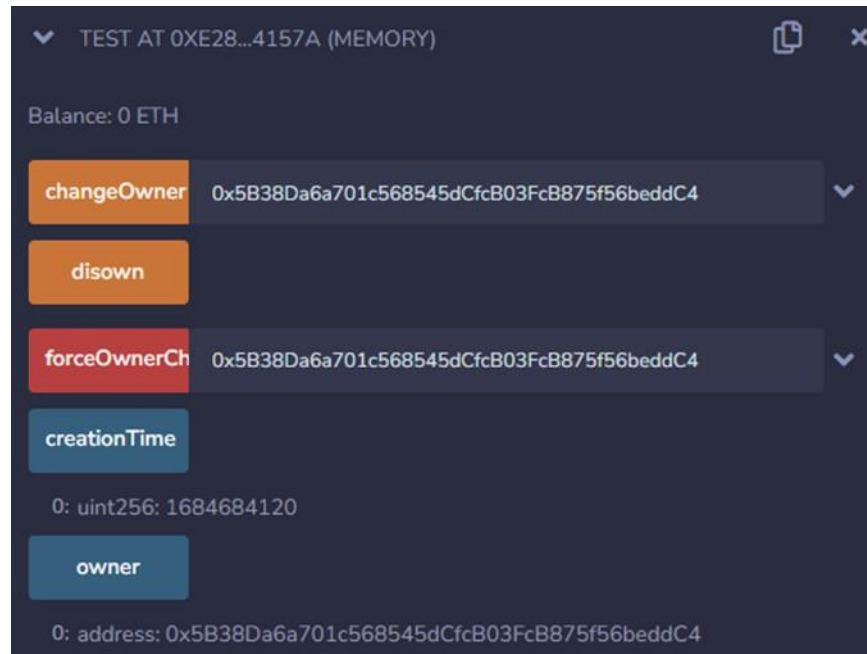 TEST AT 0XE28...4157A (MEMORY)
Balance: 0 ETH
changeOwner 0x5B38Da6a701c568545dCfcB03FcB875f56beddC4
disown
forceOwnerCh 0x5B38Da6a701c568545dCfcB03FcB875f56beddC4
creationTime
0: uint256: 1684684120
owner
0: address: 0x5B38Da6a701c568545dCfcB03FcB875f56beddC4